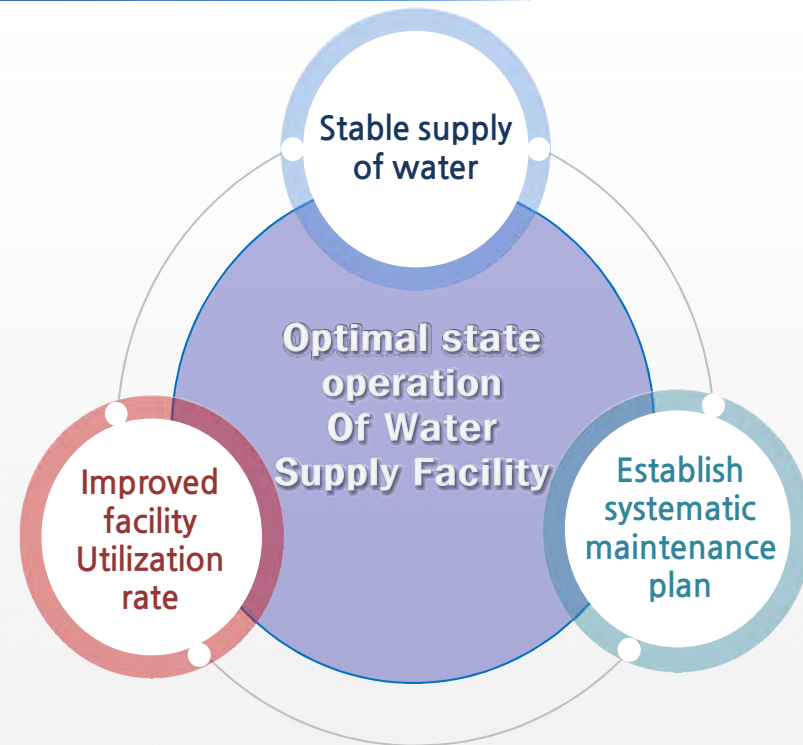 Stable supply
of water
Optimal state
operation
Of Water
Supply Facility
Improved
facility
Utilization
rate
Establish
systematic
maintenance
plan